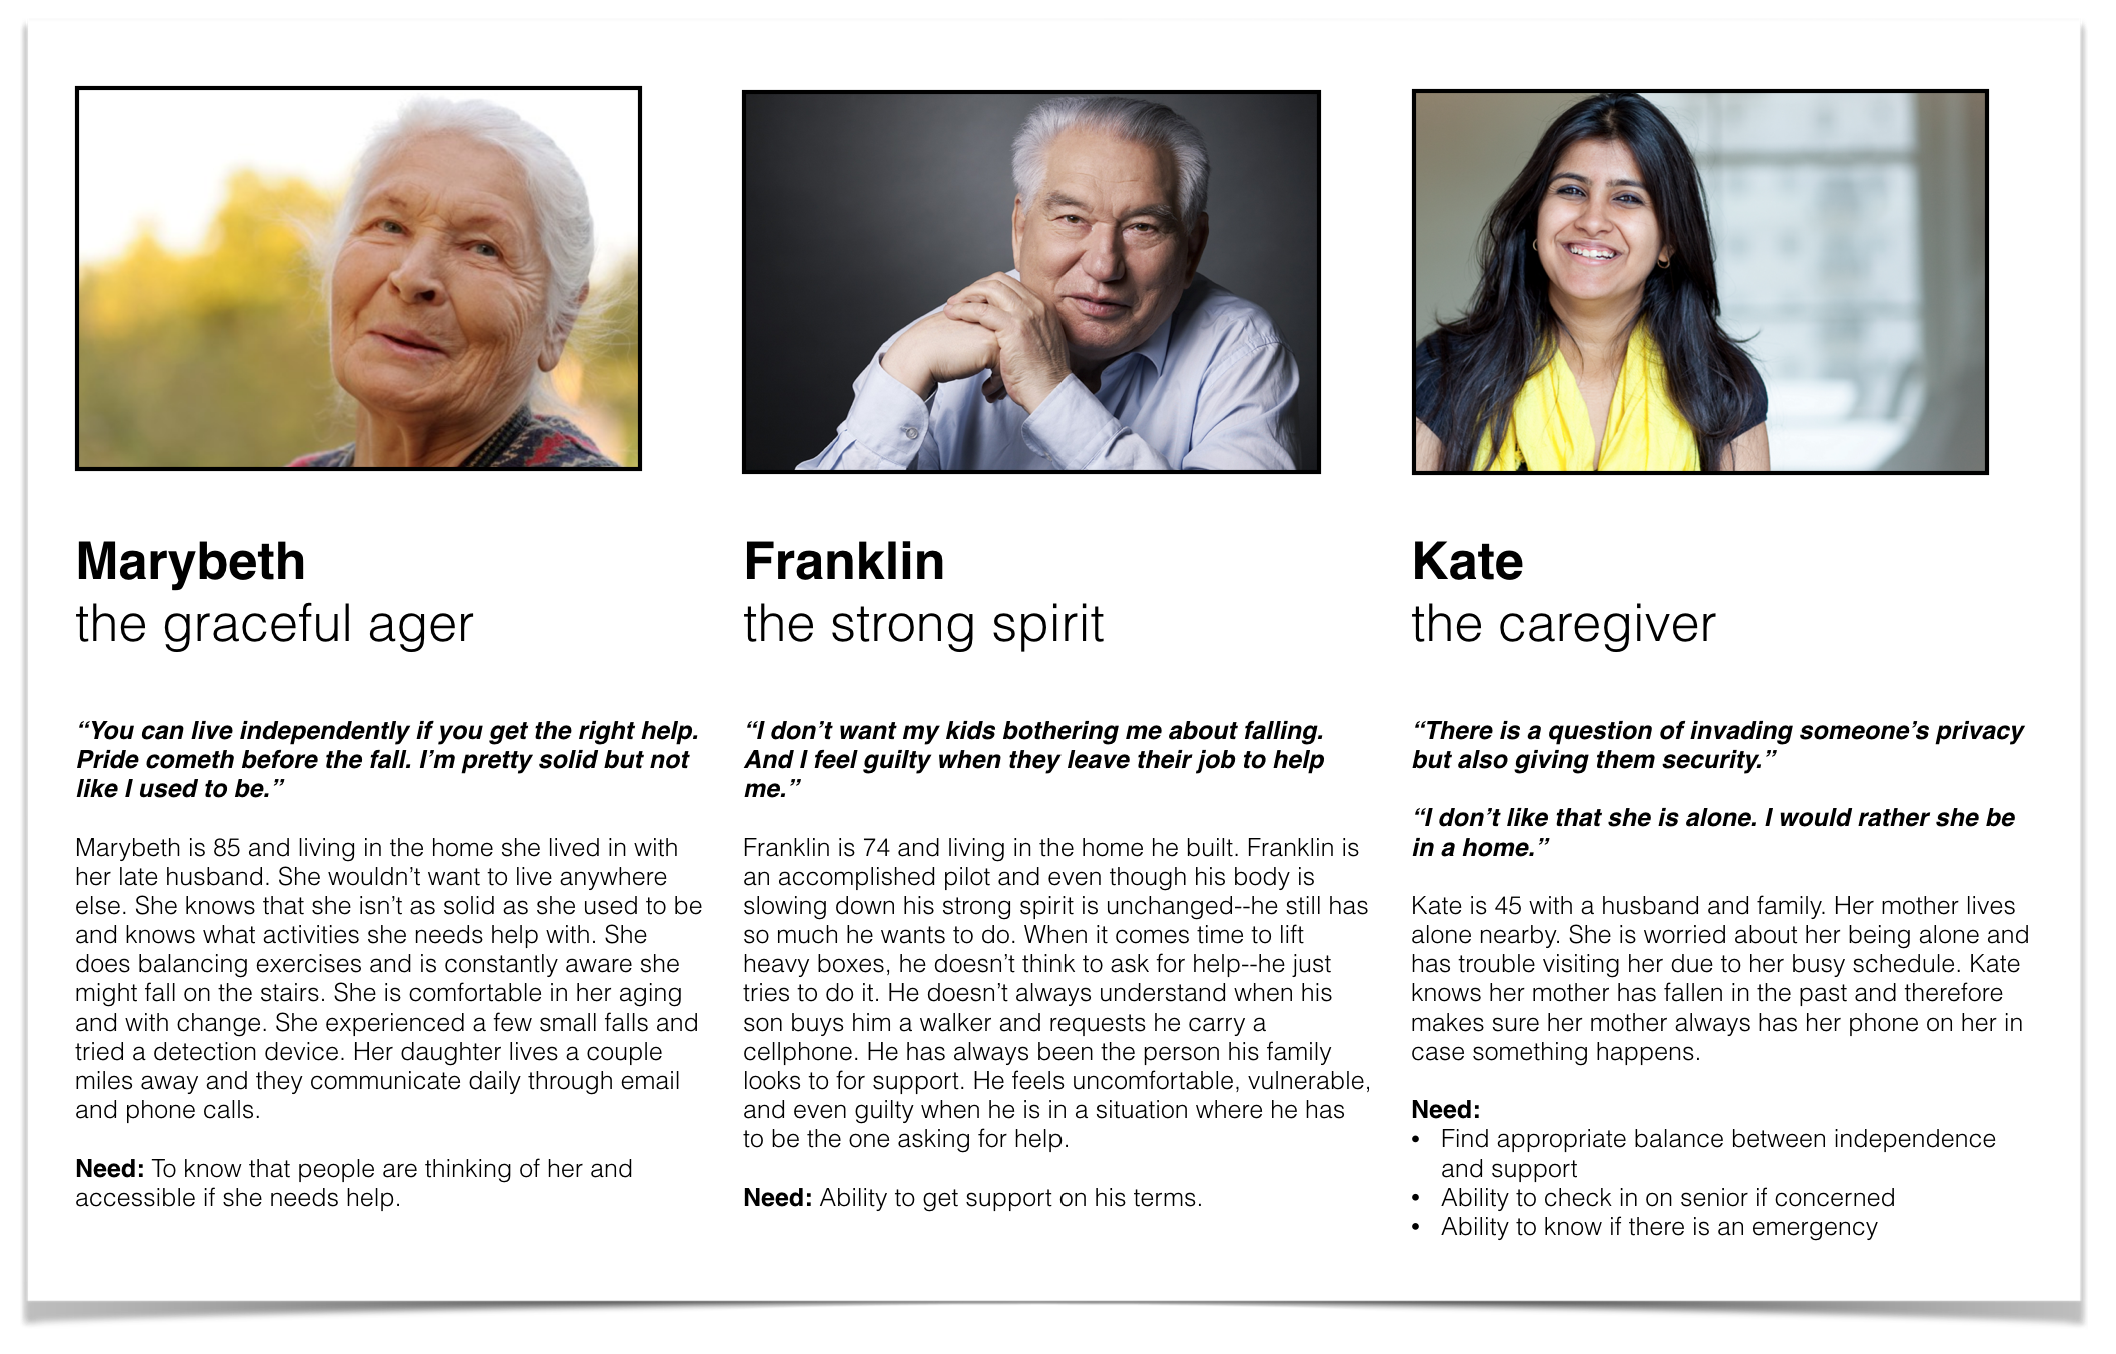 Marybeth
the graceful ager
“You can live independently if you get the right help.
Pride cometh before the fall. I’m pretty solid but not
like I used to be.”
Marybeth is 85 and living in the home she lived in with
her late husband. She wouldn’t want to live anywhere
else. She knows that she isn’t as solid as she used to be
and knows what activities she needs help with. She
does balancing exercises and is constantly aware she
might fall on the stairs. She is comfortable in her aging
and with change. She experienced a few small falls and
tried a detection device. Her daughter lives a couple
miles away and they communicate daily through email
and phone calls.
Need: To know that people are thinking of her and
accessible if she needs help.
Franklin
the strong spirit
“I don’t want my kids bothering me about falling.
And I feel guilty when they leave their job to help
me.”
Franklin is 74 and living in the home he built. Franklin is
an accomplished pilot and even though his body is
slowing down his strong spirit is unchanged--he still has
so much he wants to do. When it comes time to lift
heavy boxes, he doesn’t think to ask for help--he just
tries to do it. He doesn’t always understand when his
son buys him a walker and requests he carry a
cellphone. He has always been the person his family
looks to for support. He feels uncomfortable, vulnerable,
and even guilty when he is in a situation where he has
to be the one asking for help.
Need: Ability to get support on his terms.
Kate
the caregiver
“There is a question of invading someone’s privacy
but also giving them security.”
“I don’t like that she is alone. I would rather she be
in a home.”
Kate is 45 with a husband and family. Her mother lives
alone nearby. She is worried about her being alone and
has trouble visiting her due to her busy schedule. Kate
knows her mother has fallen in the past and therefore
makes sure her mother always has her phone on her in
case something happens.
Need:
• Find appropriate balance between independence
and support
• Ability to check in on senior if concerned
• Ability to know if there is an emergency